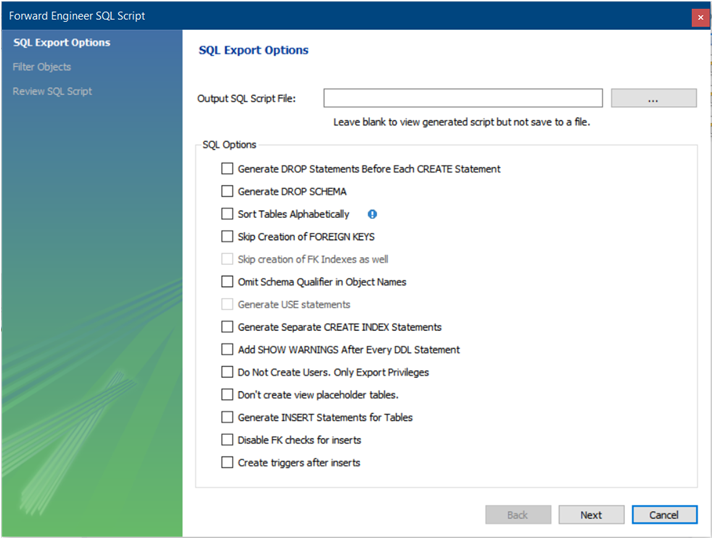 Forward Engineer SQL Script
SQL Export Options
Filter Objects
Review SQL Script
SQL Export Options
Output SQL Script File:
...
Leave blank to view generated script but not save to a file.
SQL Options
Generate DROP Statements Before Each CREATE Statement
Generate DROP SCHEMA
Sort Tables Alphabetically
Skip Creation of FOREIGN KEYS
Skip creation of FK Indexes as well
Omit Schema Qualifier in Object Names
Generate USE statements
Generate Separate CREATE INDEX Statements
Add SHOW WARNINGS After Every DDL Statement
Do Not Create Users. Only Export Privileges
Don't create view placeholder tables.
Generate INSERT Statements for Tables
Disable FK checks for inserts
Create triggers after inserts
Back Next Cancel